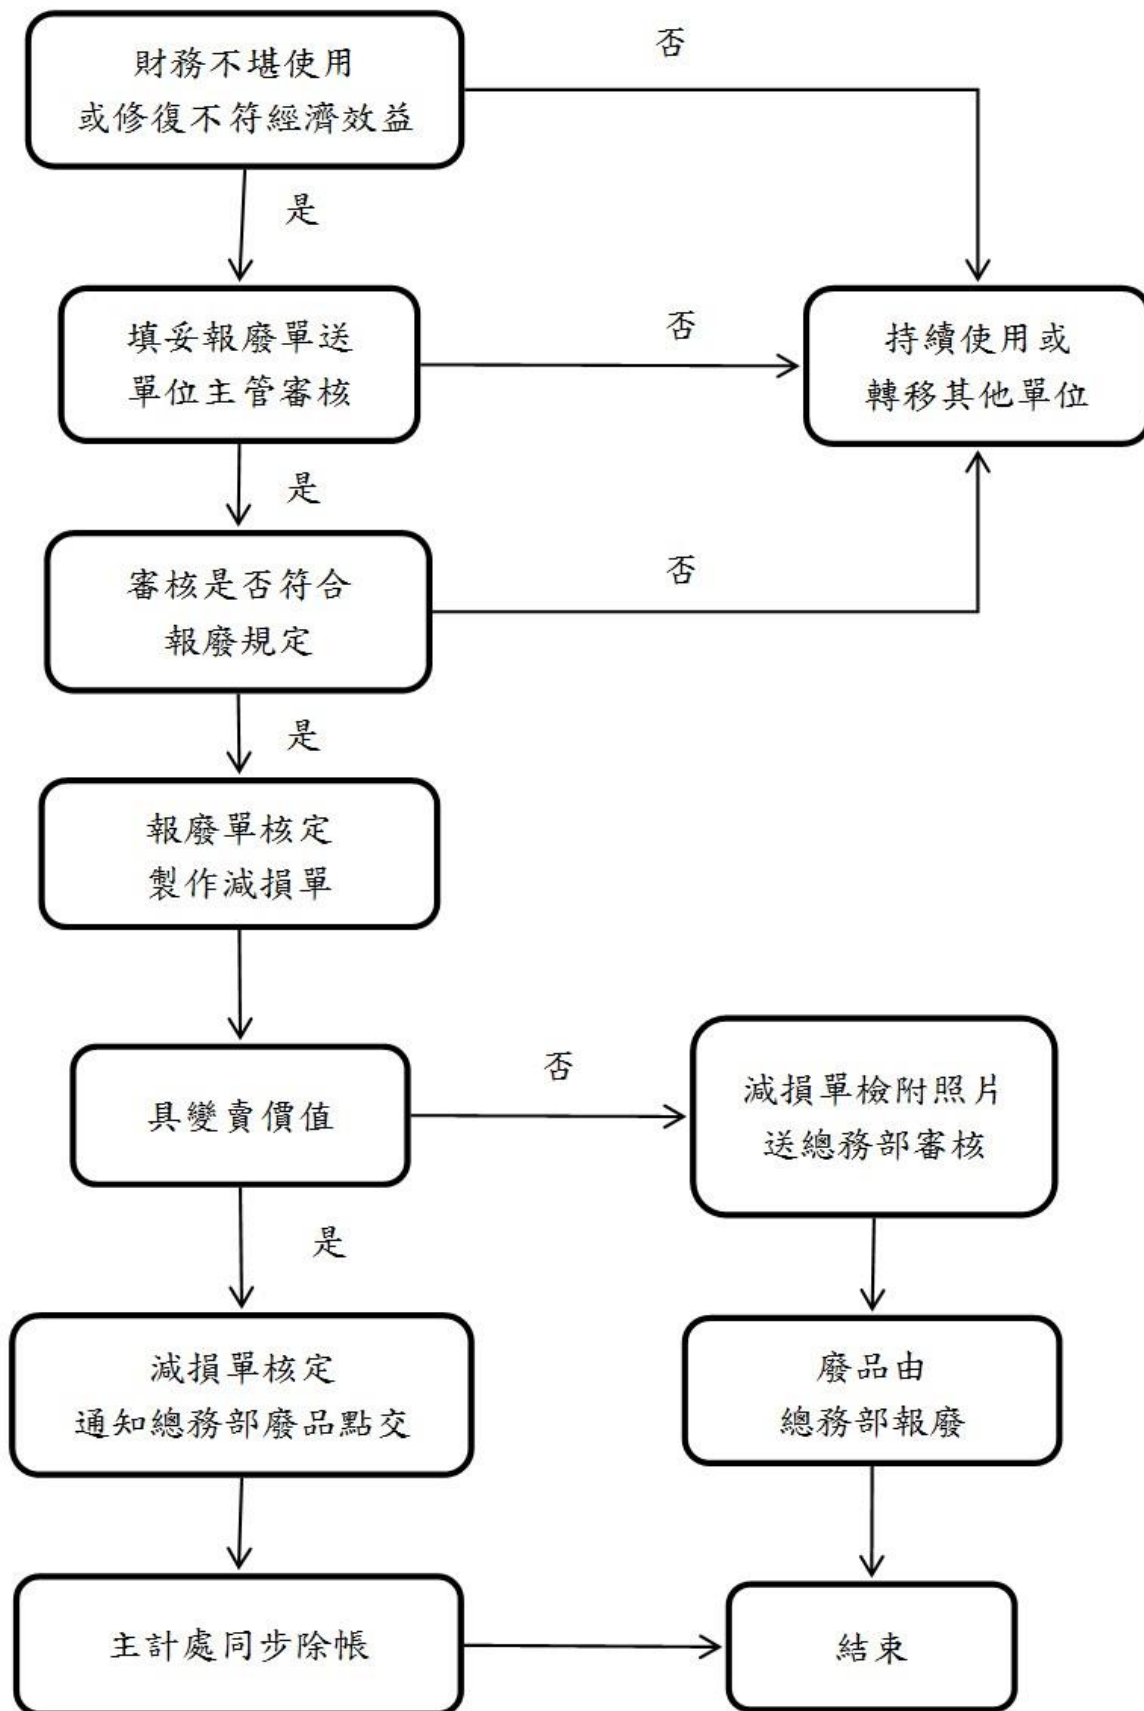 財務不堪使用
或修復不符經濟效益
否
是
填妥報廢單送
單位主管審核
否
持續使用或
轉移其他單位
是
審核是否符合
報廢規定
否
是
報廢單核定
製作減損單
具變賣價值
否
減損單檢附照片
送總務部審核
是
減損單核定
通知總務部廢品點交
廢品由
總務部報廢
主計處同步除帳
結束